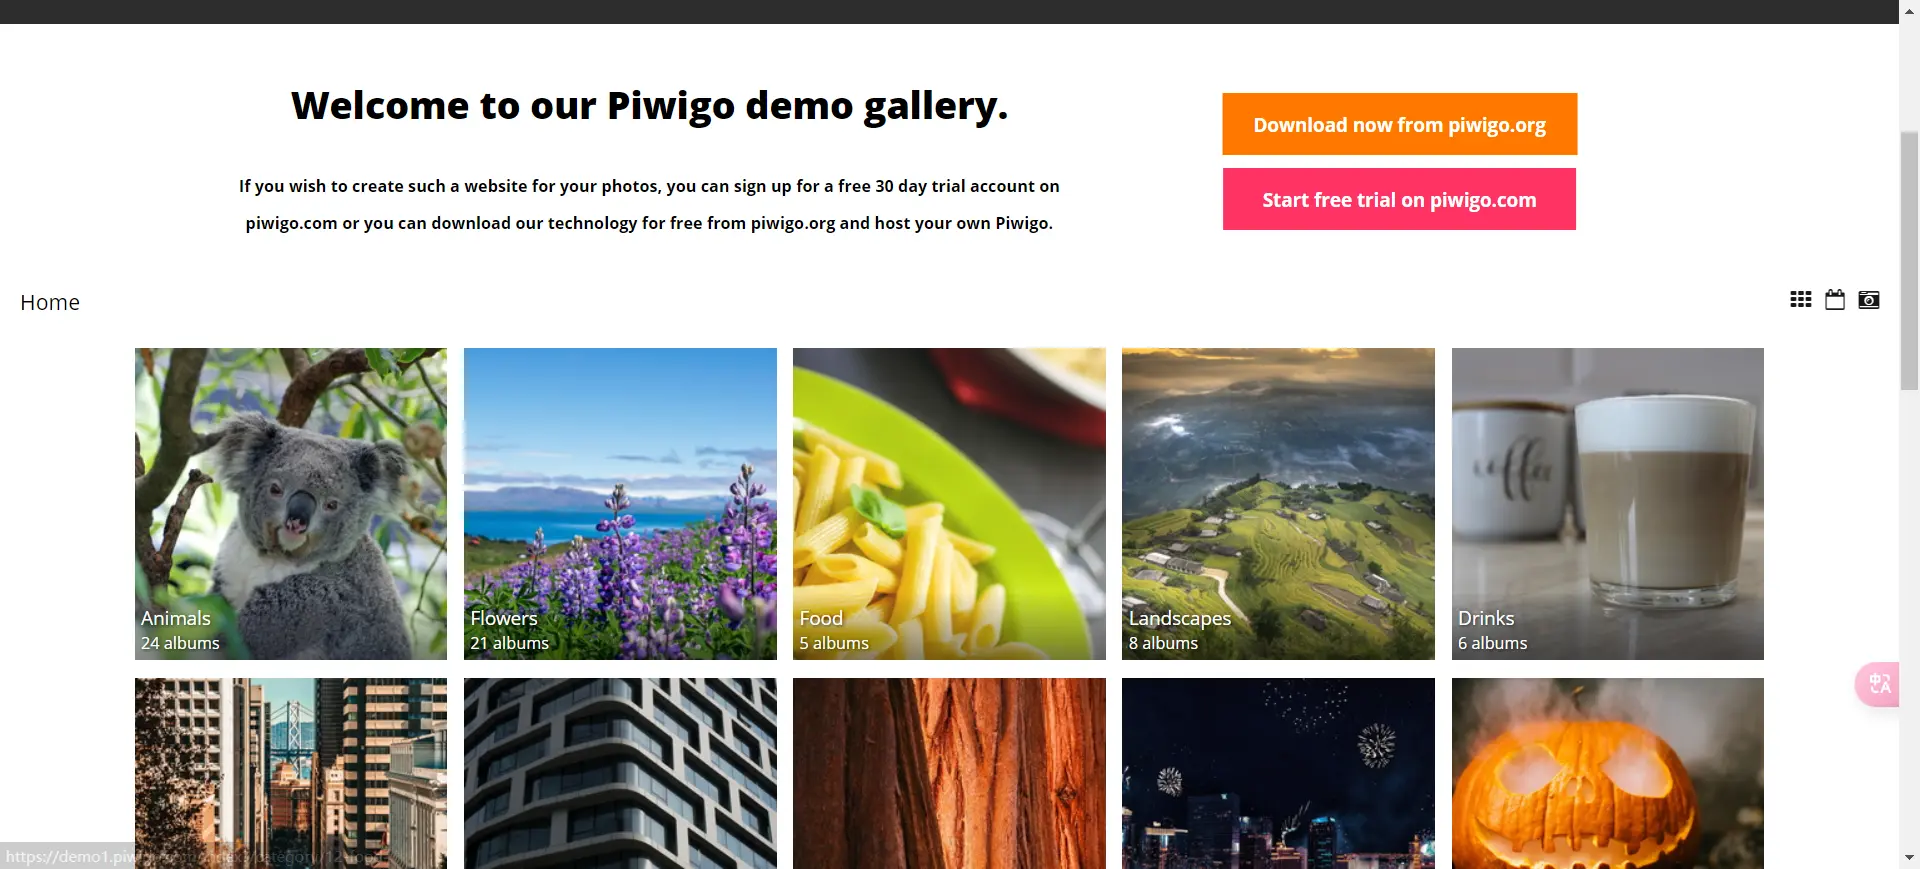 Welcome to our Piwigo demo gallery.
If you wish to create such a website for your photos, you can sign up for a free 30 day trial account on
piwigo.com or you can download our technology for free from piwigo.org and host your own Piwigo.
Download now from piwigo.org
Start free trial on piwigo.com
Home
coffee
Animals
24 albums
Flowers
21 albums
Food
5 albums
Landscapes
8 albums
Drinks
6 albums
中A
https://demo1.piw